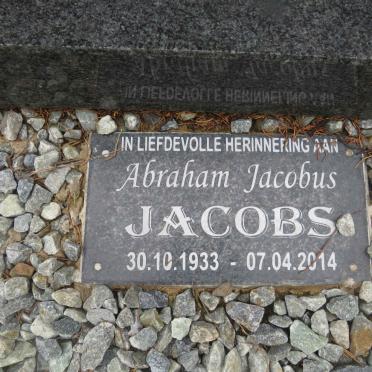 IN LIEFDEVOLLE HERINNERING AAN
Abraham Jacobus
JACOBS
30.10.1933 - 07.04.2014